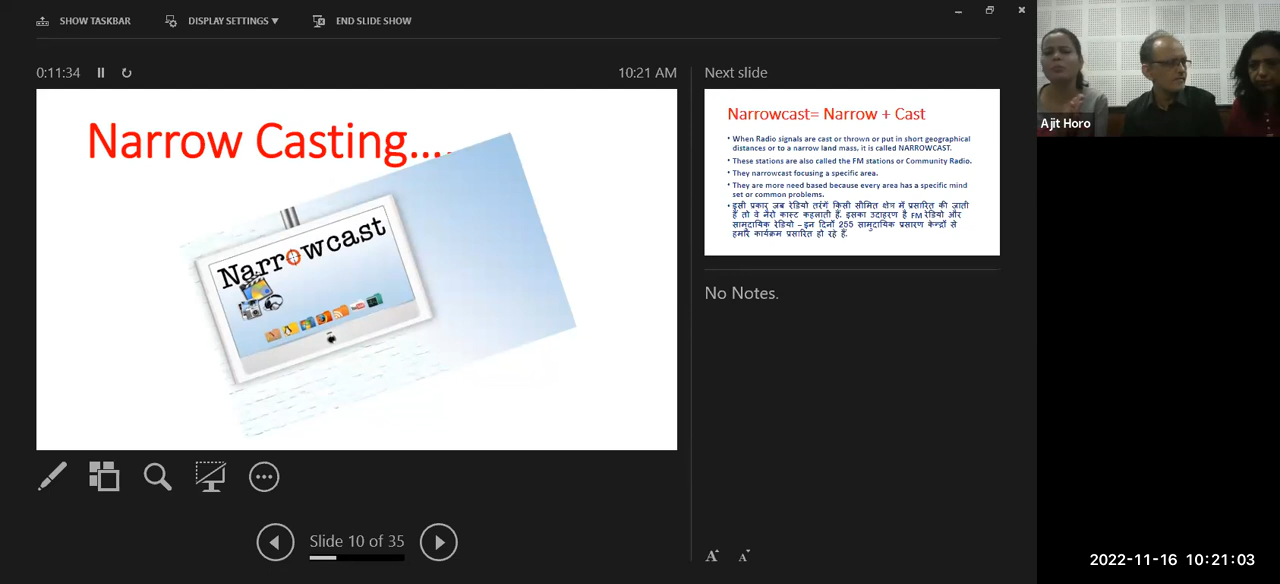 SHOW TASKBAR
DISPLAY SETTINGS ▼
END SLIDE SHOW
0:11:34
10:21 AM
Narrow Casting....
Narrowcast
Next slide
Narrowcast= Narrow + Cast
• When Radio signals are cast or thrown or put in short geographical
distances or to a narrow land mass, it is called NARROWCAST.
• These stations are also called the FM stations or Community Radio.
• They narrowcast focusing a specific area.
• They are more need based because every area has a specific mind
set or common problems.
• इसी प्रकार जब रेडियो तरंगें किसी सीमित क्षेत्र में प्रसारित की जाती
हैं तो वे नैरो कास्ट कहलाती हैं. इसका उदाहरण है FM रेडियो और
सामुदायिक रेडियो –इन दिनों 255 सामुदायिक प्रसारण केन्द्रों से
हमारे कार्यक्रम प्रसारित हो रहे हैं.
No Notes.
Slide 10 of 35
A A
Ajit Horo
2022-11-16 10:21:03